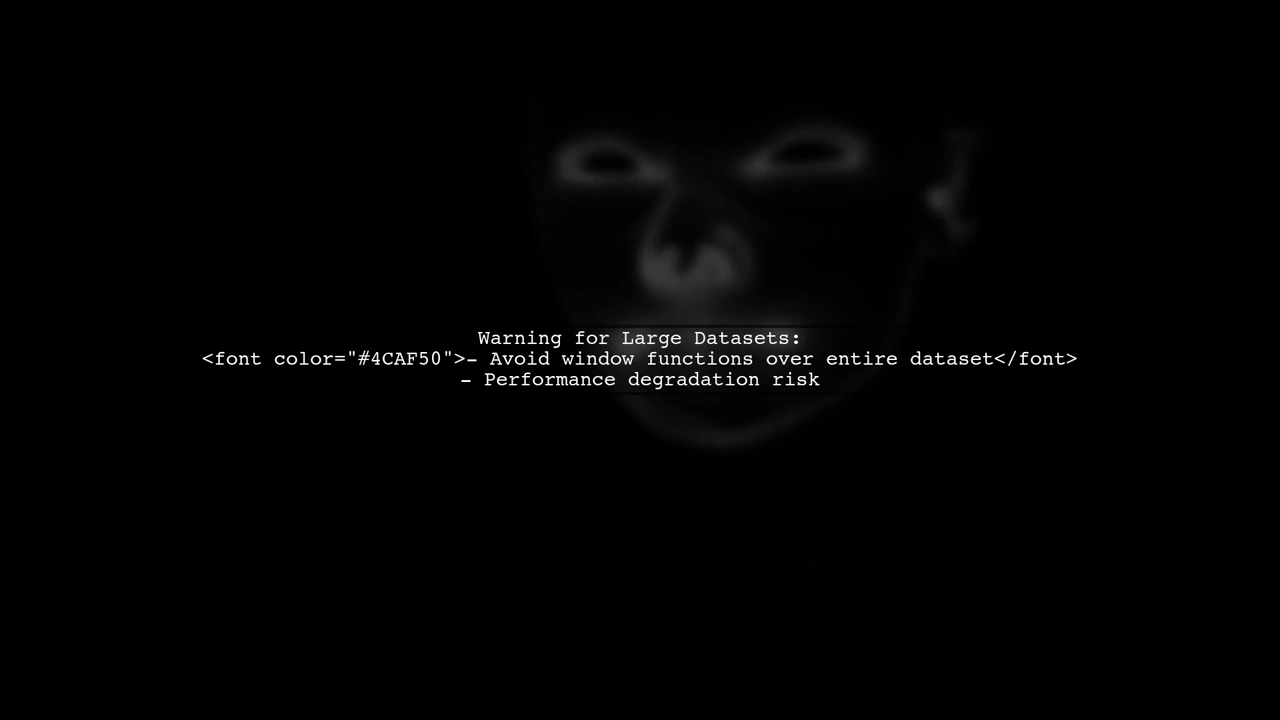 Warning for Large Datasets:
<font color="#4CAF50">- Avoid window functions over entire dataset</font>
- Performance degradation risk